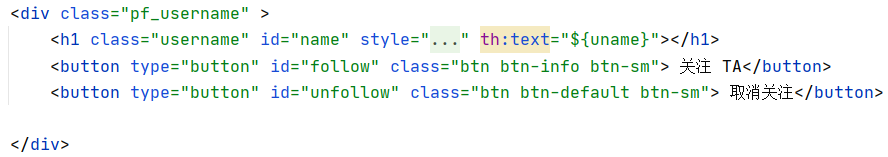 <div class="pf_username" >
<h1 class="username" id="name" style="..." th:text="${uname}"></h1>
<button type="button" id="follow" class="btn btn-info btn-sm"> 关注 TA</button>
<button type="button" id="unfollow" class="btn btn-default btn-sm"> 取消关注</button>
</div>